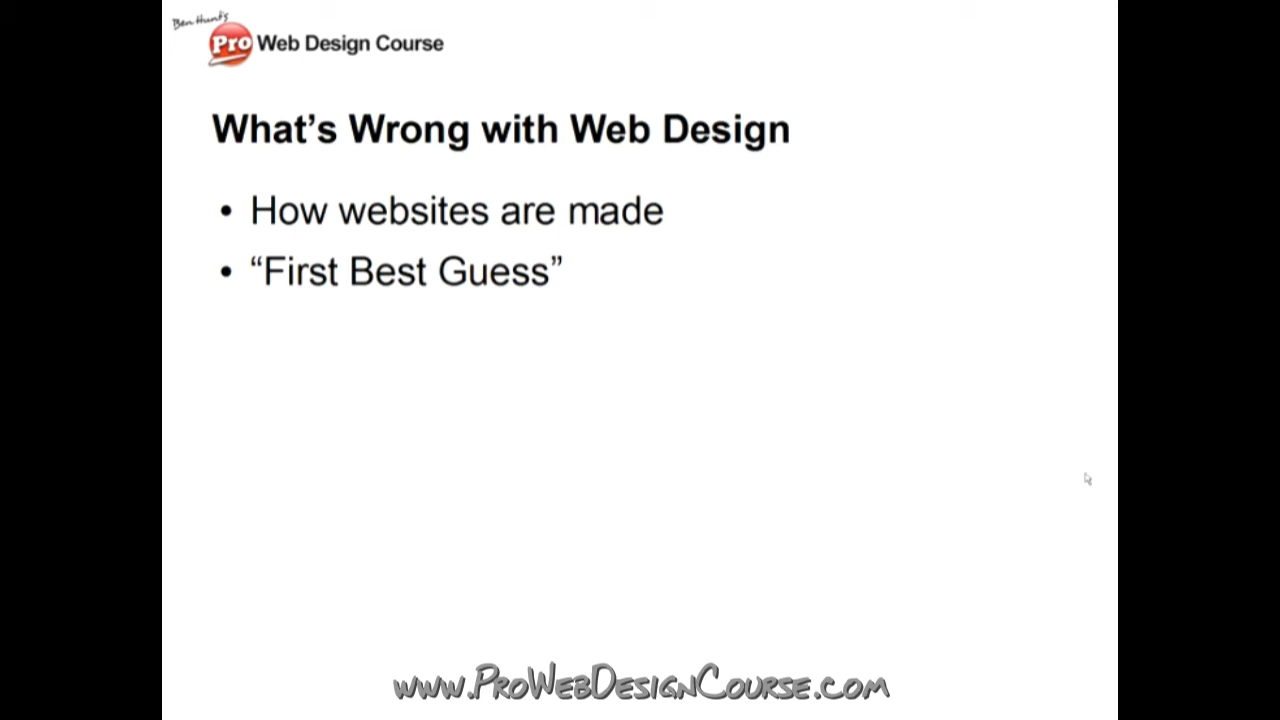 Ben Hunt's
Pro Web Design Course
What’s Wrong with Web Design
• How websites are made
• “First Best Guess”
www.ProWebDesignCourse.com